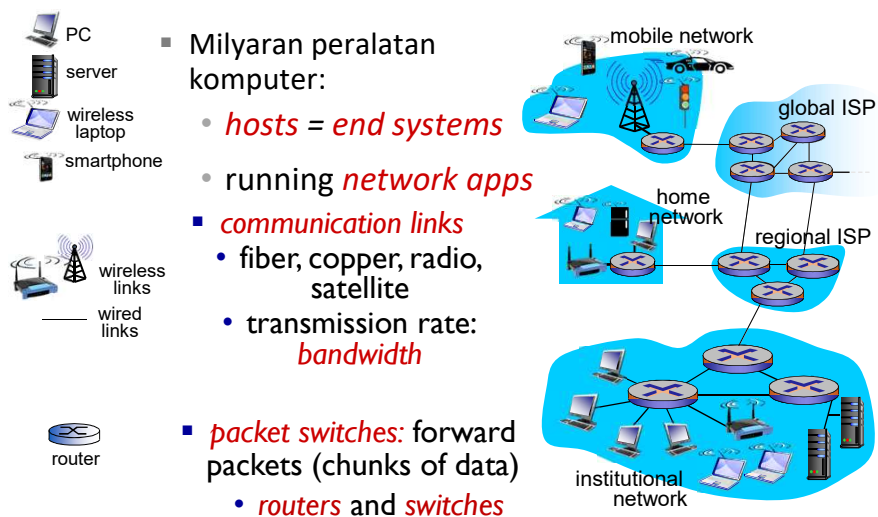 PC
server
wireless
laptop
smartphone
wireless
links
wired
links
router
▪ Milyaran peralatan
komputer:
• hosts = end systems
• running network apps
▪ communication links
• fiber, copper, radio,
satellite
• transmission rate:
bandwidth
▪ packet switches: forward
packets (chunks of data)
• routers and switches
mobile network
global ISP
home
network
regional ISP
institutional
network